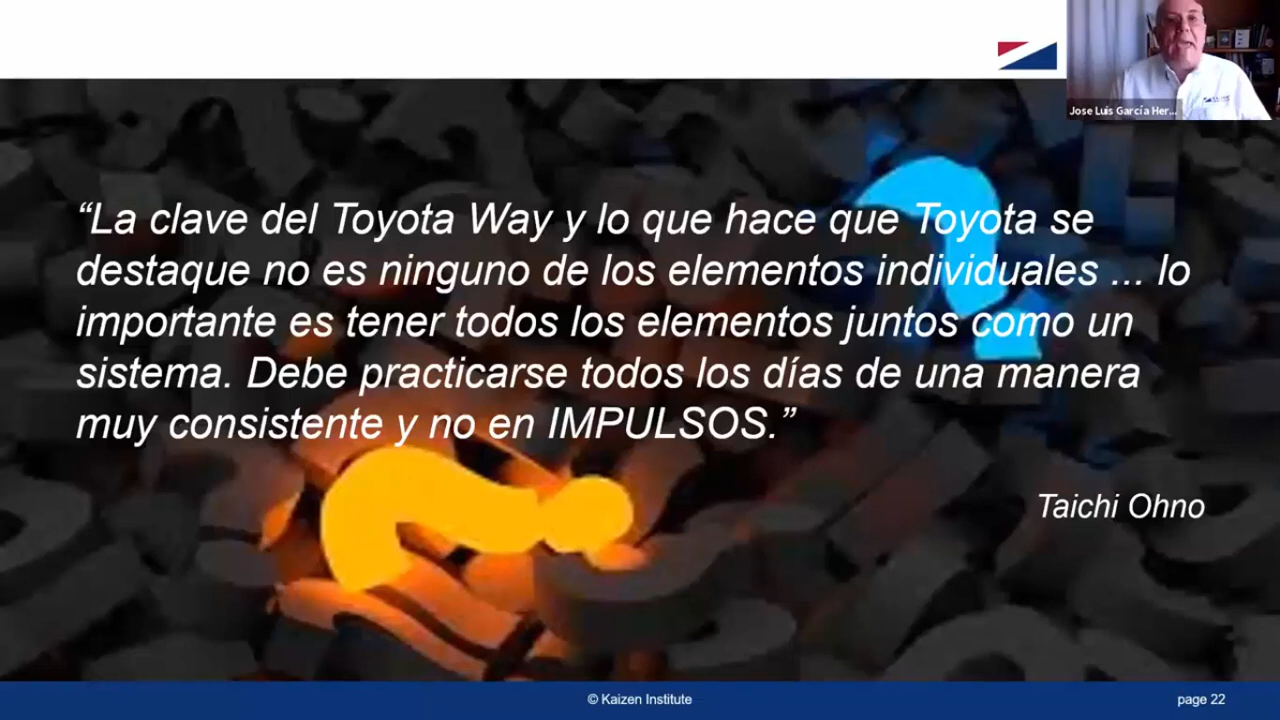 Jose Luis García Her...
“La clave del Toyota Way y lo que hace que Toyota se
destaque no es ninguno de los elementos individuales ... lo
importante es tener todos los elementos juntos como un
sistema. Debe practicarse todos los días de una manera
muy consistente y no en IMPULSOS.”
Taichi Ohno
© Kaizen Institute
page 22